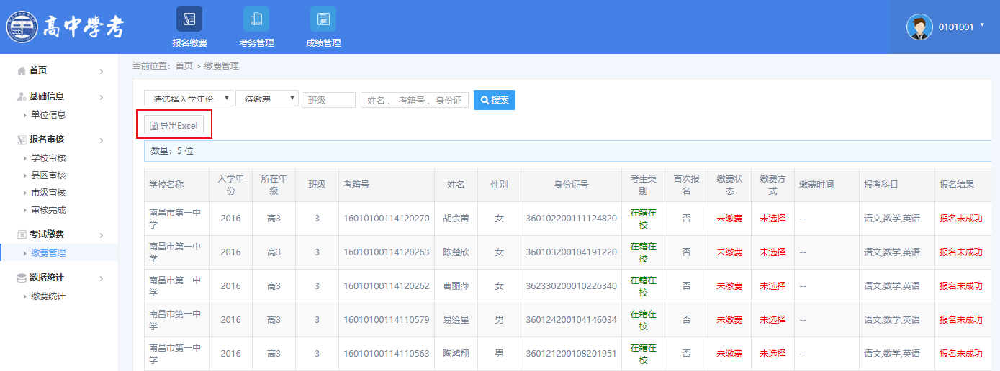 高中學考
报名缴费
考务管理
成绩管理
0101001
首页
基础信息
单位信息
报名审核
学校审核
县区审核
市级审核
审核完成
考试缴费
缴费管理
数据统计
缴费统计
当前位置: 首页 > 缴费管理
请选择入学年份 待缴费 班级 姓名 、 考籍号 、身份证 搜索
导出Excel
数量: 5 位
学校名称 入学年份 所在年级 班级 考籍号 姓名 性别 身份证号 考生类别 首次报名 缴费状态 缴费方式 缴费时间 报考科目 报名结果
南昌市第一中学 2016 高3 3 16010100114120270 胡余莤 女 360102200111124820 在籍在校 否 未缴费 未选择 -- 语文,数学,英语 报名未成功
南昌市第一中学 2016 高3 3 16010100114120263 陈楚欣 女 360103200104191220 在籍在校 否 未缴费 未选择 -- 语文,数学,英语 报名未成功
南昌市第一中学 2016 高3 3 16010100114120262 曹丽萍 女 362330200010226340 在籍在校 否 未缴费 未选择 -- 语文,数学,英语 报名未成功
南昌市第一中学 2016 高3 3 16010100114110579 易绘星 男 360124200104146034 在籍在校 否 未缴费 未选择 -- 语文,数学,英语 报名未成功
南昌市第一中学 2016 高3 3 16010100114110563 陶鸿翔 男 360121200108201951 在籍在校 否 未缴费 未选择 -- 语文,数学,英语 报名未成功